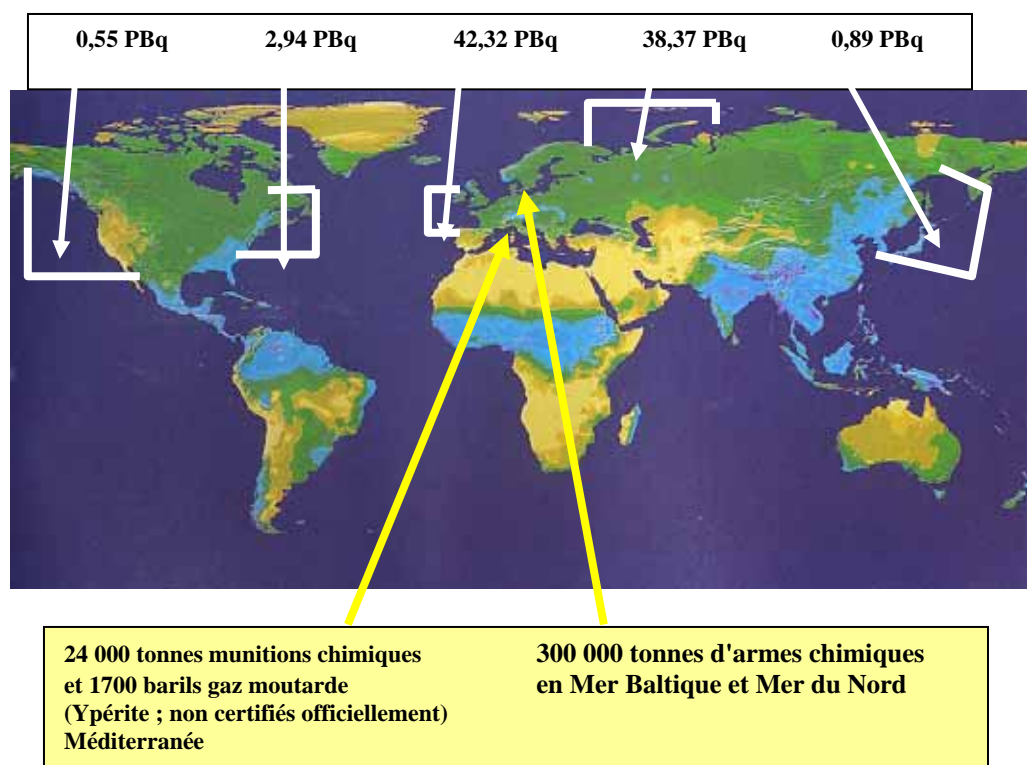 0,55 PBq 2,94 PBq 42,32 PBq 38,37 PBq 0,89 PBq
24 000 tonnes munitions chimiques
et 1700 barils gaz moutarde
(Ypérite ; non certifiés officiellement)
Méditerranée
300 000 tonnes d'armes chimiques
en Mer Baltique et Mer du Nord